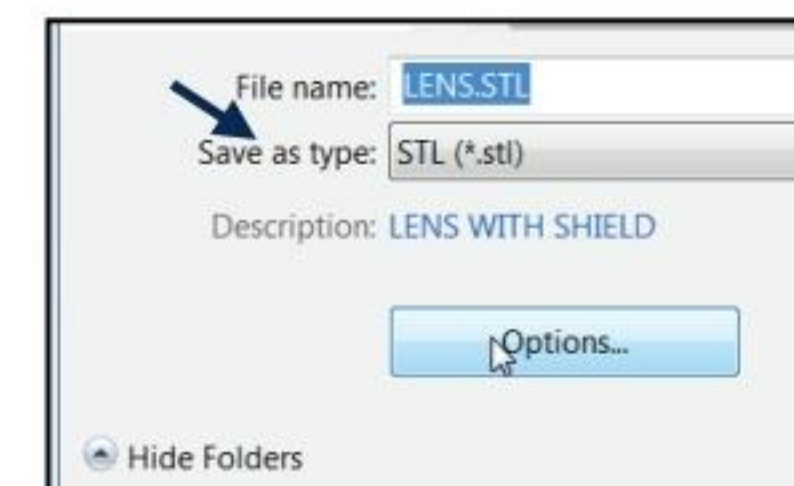 File name: LENS.STL
Save as type: STL (*.stl)
Description: LENS WITH SHIELD
Options...
Hide Folders